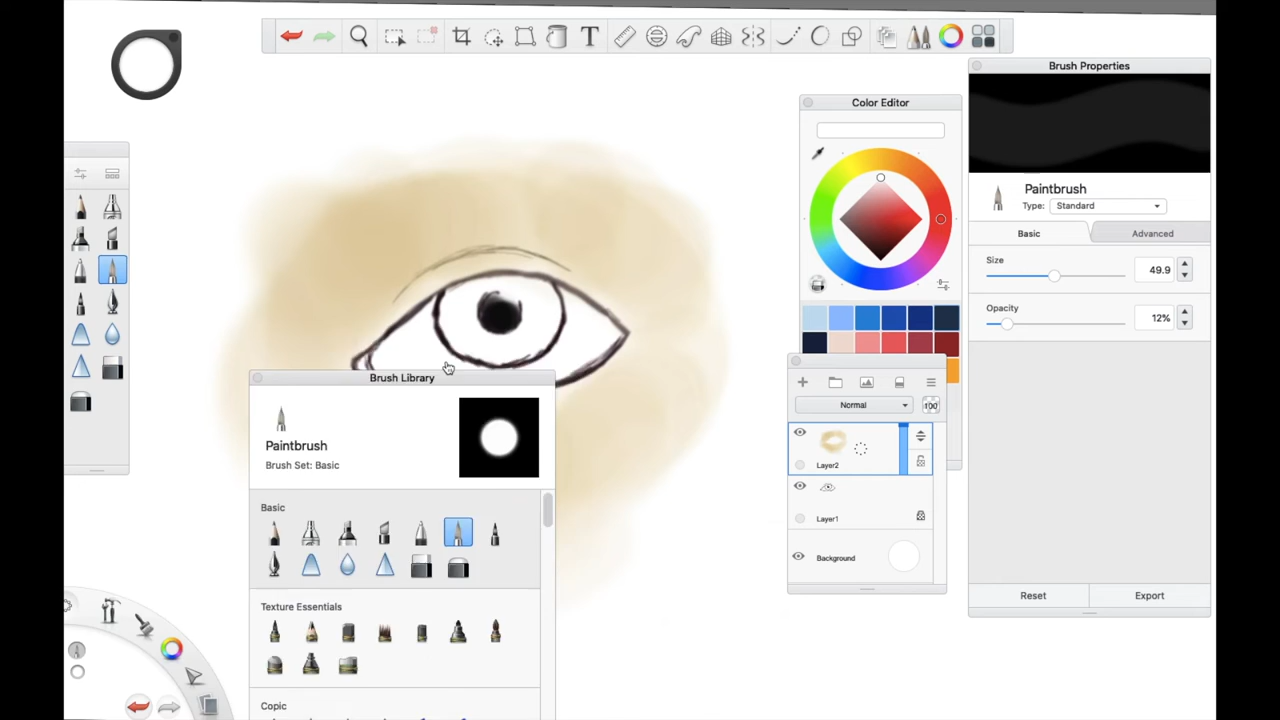 T
Brush Properties
Color Editor
Paintbrush
Type: Standard
Basic
Advanced
Size
49.9
Opacity
12%
Brush Library
Paintbrush
Brush Set: Basic
Normal
100
Layer2
Layer1
Background
Basic
Texture Essentials
Copic
Reset
Export